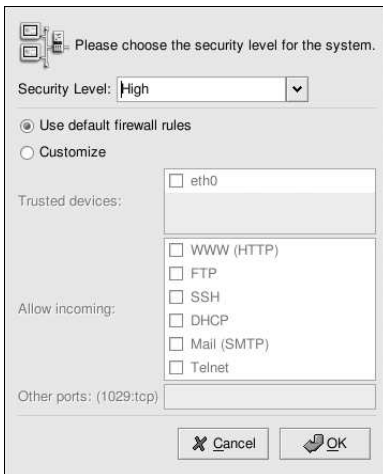 Please choose the security level for the system.
Security Level: High
Use default firewall rules
Customize
Trusted devices:
eth0
Allow incoming:
WWW (HTTP)
FTP
SSH
DHCP
Mail (SMTP)
Telnet
Other ports: (1029:tcp)
Cancel
OK